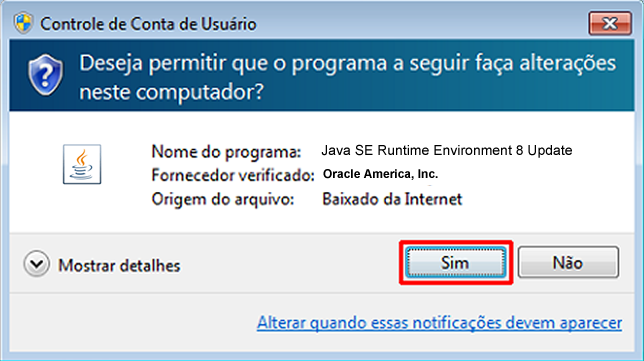 Controle de Conta de Usuário
Deseja permitir que o programa a seguir faça alterações
neste computador?
Nome do programa: Java SE Runtime Environment 8 Update
Fornecedor verificado: Oracle America, Inc.
Origem do arquivo: Baixado da Internet
Mostrar detalhes Sim Não
Alterar quando essas notificações devem aparecer